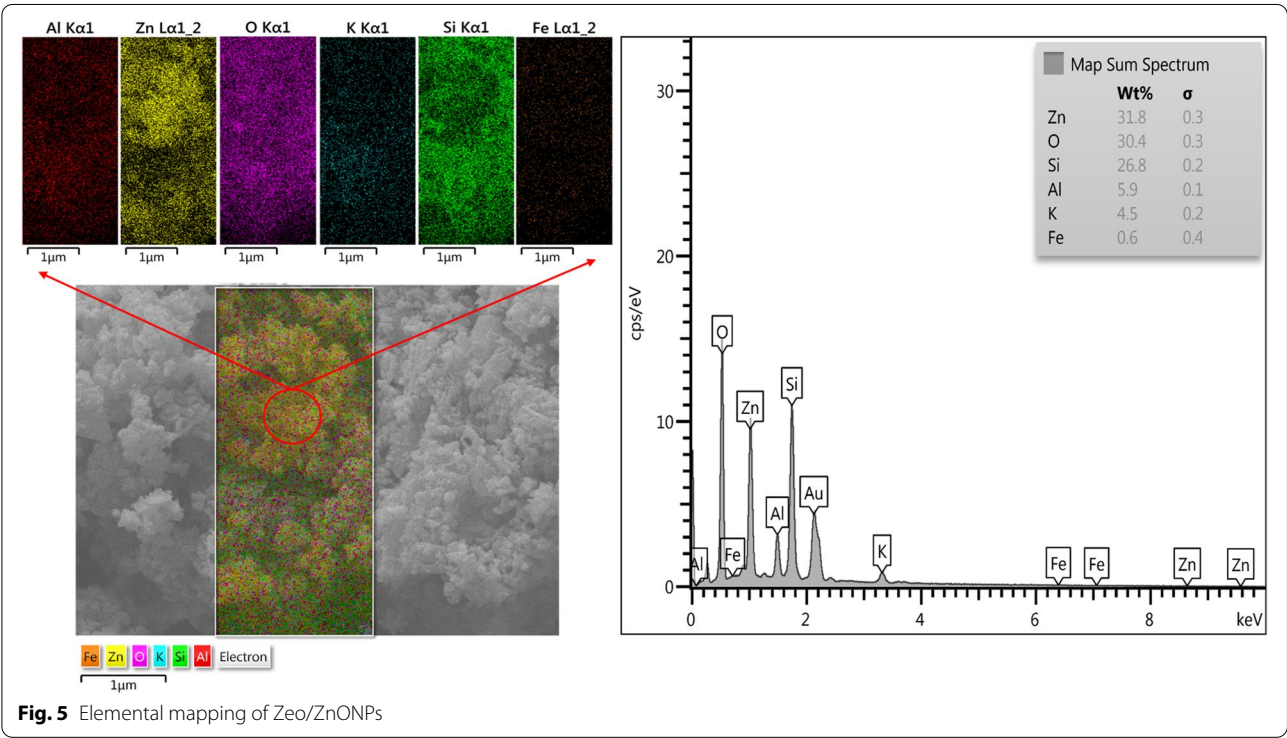 Al Kα1 Zn Lα1_2 O Kα1 K Kα1 Si Kα1 Fe Lα1_2
1μm 1μm 1μm 1μm 1μm 1μm
Fe Zn O K Si Al Electron
1μm
Map Sum Spectrum
Wt% σ
Zn 31.8 0.3
O 30.4 0.3
Si 26.8 0.2
Al 5.9 0.1
K 4.5 0.2
Fe 0.6 0.4
cps/eV
30
20
10
0
O
Zn
Si
Al
Au
Al Fe K Fe Fe Zn Zn
0 2 4 6 8 keV
Fig. 5 Elemental mapping of Zeo/ZnONPs